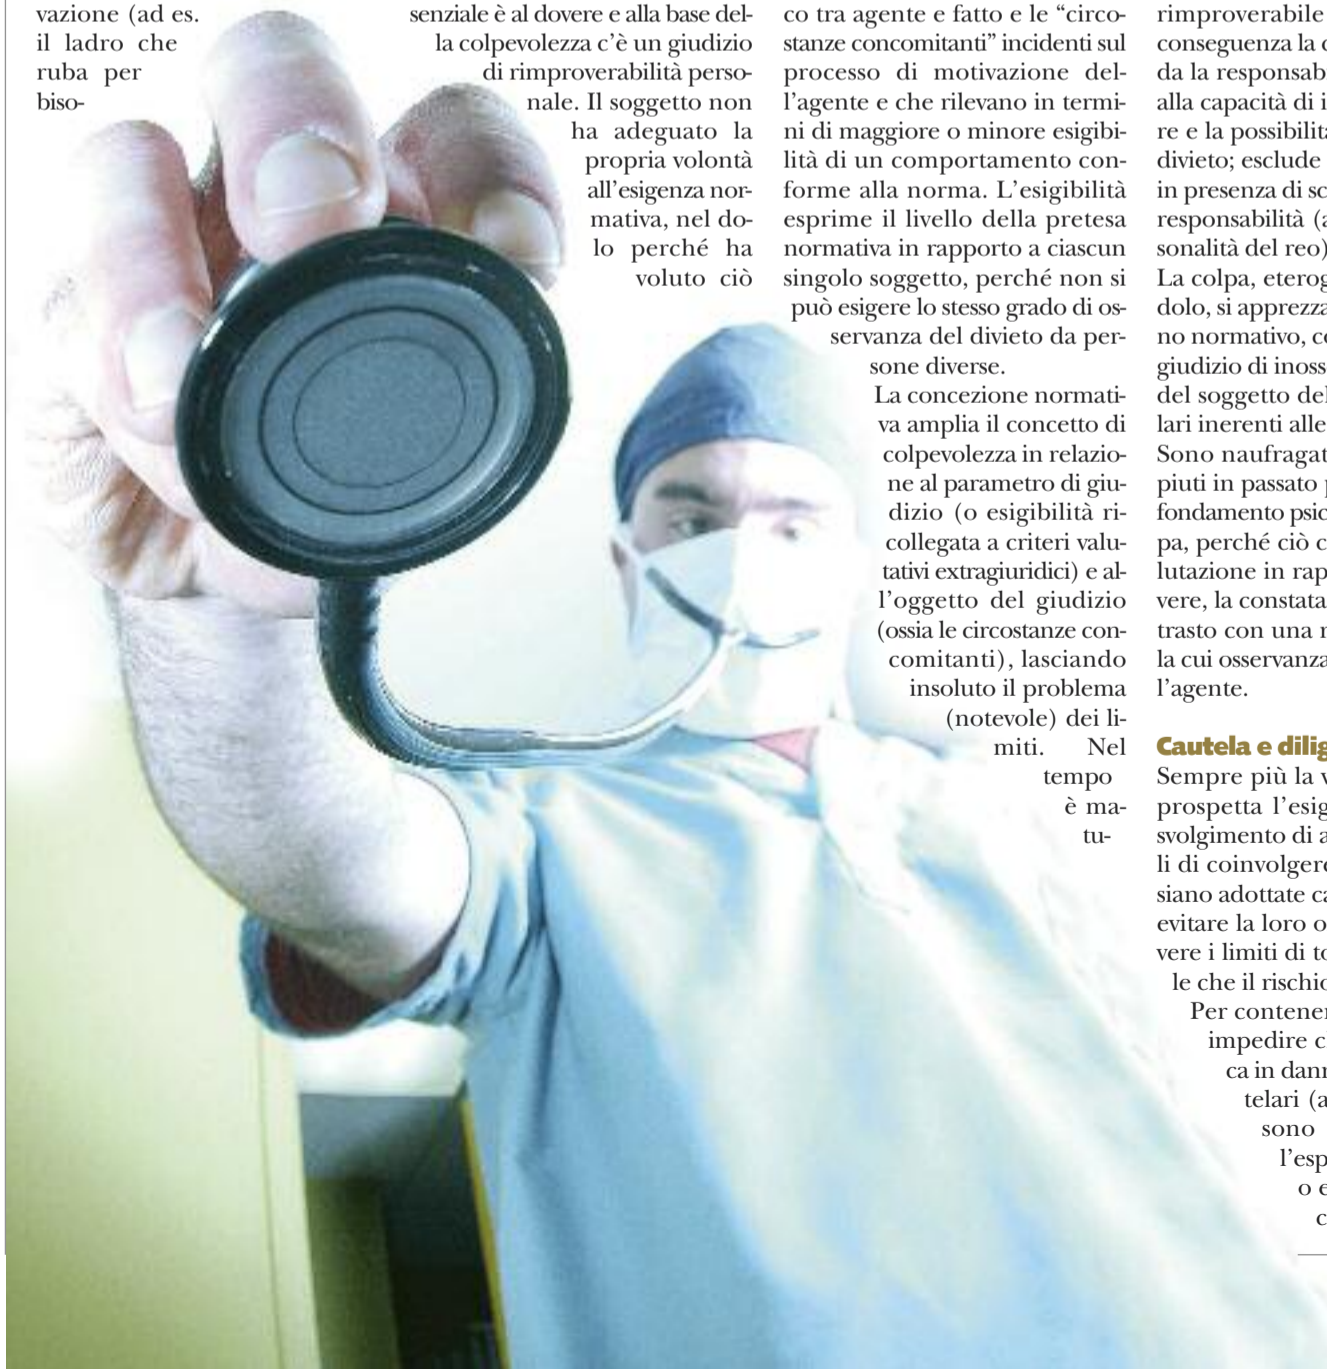 vazione (ad es.
il ladro che
ruba per
biso-
senziale è al dovere e alla base del-
la colpevolezza c’è un giudizio
di rimproverabilità perso-
nale. Il soggetto non
ha adeguato la
propria volontà
all’esigenza nor-
mativa, nel do-
lo perché ha
voluto ciò
co tra agente e fatto e le “circo-
stanze concomitanti” incidenti sul
processo di motivazione del-
l’agente e che rilevano in termi-
ni di maggiore o minore esigibi-
lità di un comportamento con-
forme alla norma. L’esigibilità
esprime il livello della pretesa
normativa in rapporto a ciascun
singolo soggetto, perché non si
può esigere lo stesso grado di os-
servanza del divieto da per-
sone diverse.
La concezione normati-
va amplia il concetto di
colpevolezza in relazio-
ne al parametro di giu-
dizio (o esigibilità ri-
collegata a criteri valu-
tativi extragiuridici) e al-
l’oggetto del giudizio
(ossia le circostanze con-
comitanti), lasciando
insoluto il problema
(notevole) dei li-
miti. Nel
tempo
è ma-
tu-
rimproverabile
conseguenza la
da la responsab
alla capacità di i
re e la possibilit
divieto; esclude
in presenza di sc
responsabilità (a
sonalità del reo)
La colpa, eterog
dolo, si apprezza
no normativo, co
giudizio di inoss
del soggetto del
lari inerenti alle
Sono naufragat
piuti in passato
fondamento psic
pa, perché ciò c
lutazione in rap
vere, la constata
trasto con una
la cui osservanza
l’agente.
Cautela e dilig
Sempre più la v
prospetta l’esig
svolgimento di a
li di coinvolgere
siano adottate ca
evitare la loro o
vere i limiti di to
le che il rischio
Per contener
impedire c
ca in dann
telari (a
sono
l’esp
o e
c